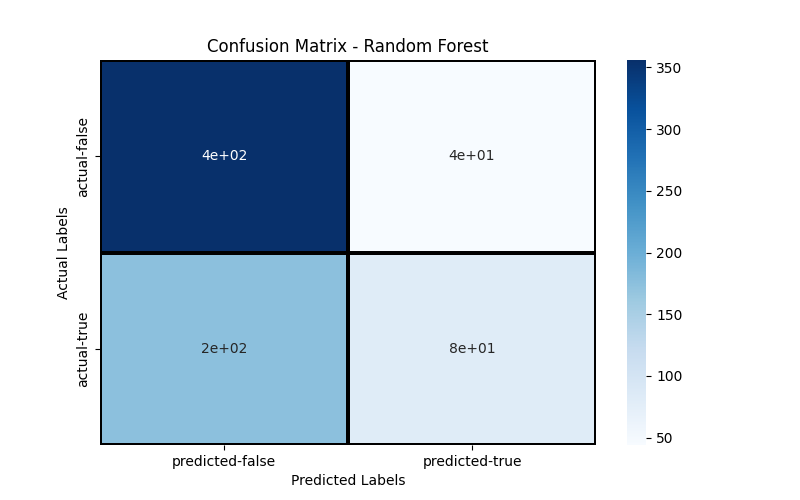 Confusion Matrix - Random Forest
actual-false
4e+02
4e+01
350
300
250
200
150
100
50
Actual Labels
actual-true
2e+02
8e+01
predicted-false
predicted-true
Predicted Labels